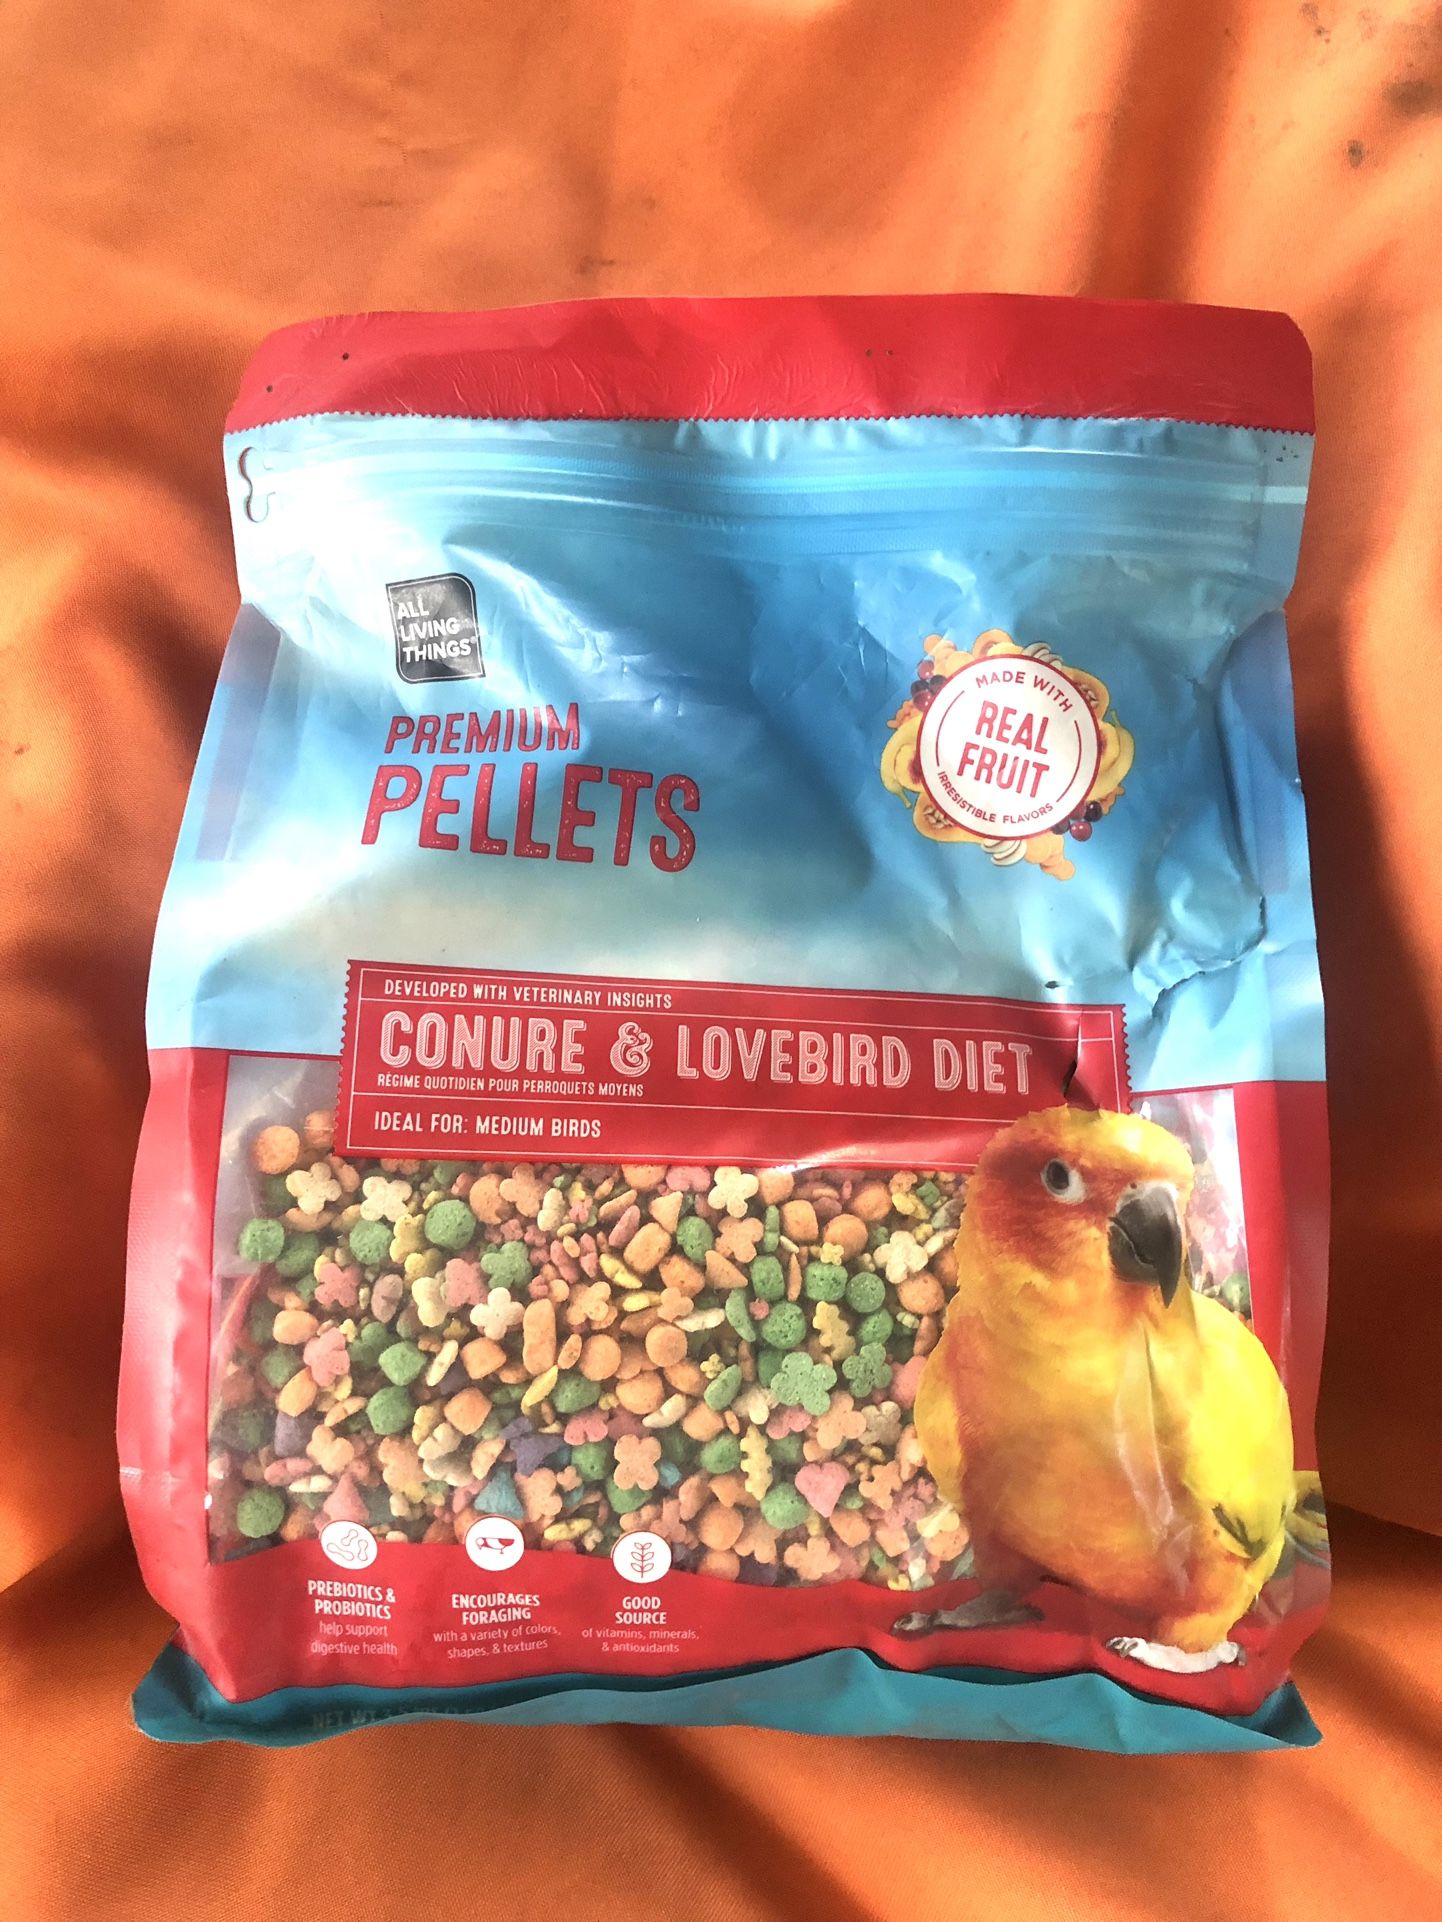 ALL
LIVING
THINGS®
PREMIUM
PELLETS
MADE WITH
REAL
FRUIT
IRRESISTIBLE FLAVORS
DEVELOPED WITH VETERINARY INSIGHTS
CONURE & LOVEBIRD DIET
RÉGIME QUOTIDIEN POUR PERROQUETS MOYENS
IDEAL FOR: MEDIUM BIRDS
PREBIOTICS &
PROBIOTICS
help support
digestive health
ENCOURAGES
FORAGING
with a variety of colors,
shapes, & textures
GOOD
SOURCE
of vitamins, minerals,
& antioxidants
NET WT